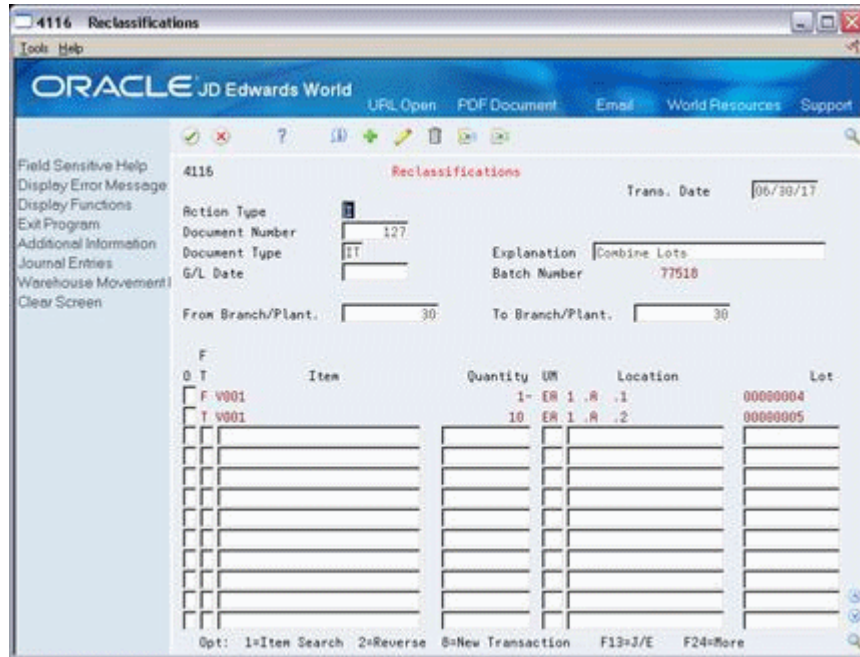 4116 Reclassifications
Tools Help
ORACLE JD Edwards World
URL Open PDF Document Email World Resources Support
Field Sensitive Help
Display Error Message
Display Functions
Exit Program
Additional Information
Journal Entries
Warehouse Movement
Clear Screen
4116 Reclassifications
Trans. Date 06/30/17
Action Type I
Document Number 127
Document Type IT Explanation Combine Lots
G/L Date Batch Number 77518
From Branch/Plant. 30 To Branch/Plant. 30
F
O T Item Quantity UM Location Lot
F V001 1- EA 1 .A .1 00000004
T V001 10 EA 1 .A .2 00000005
Opt: 1=Item Search 2=Reverse 8=New Transaction F13=J/E F24=More